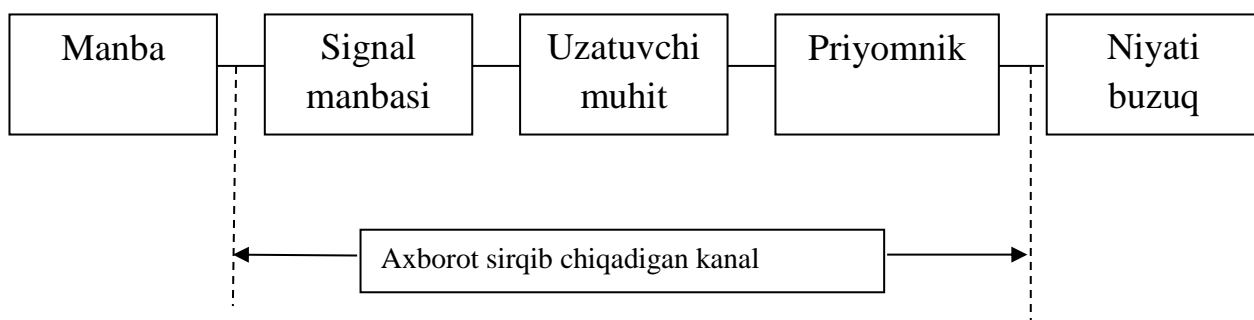 Manba
Signal
manbasi
Uzatuvchi
muhit
Priyomnik
Niyati
buzuq
Axborot sirqib chiqadigan kanal